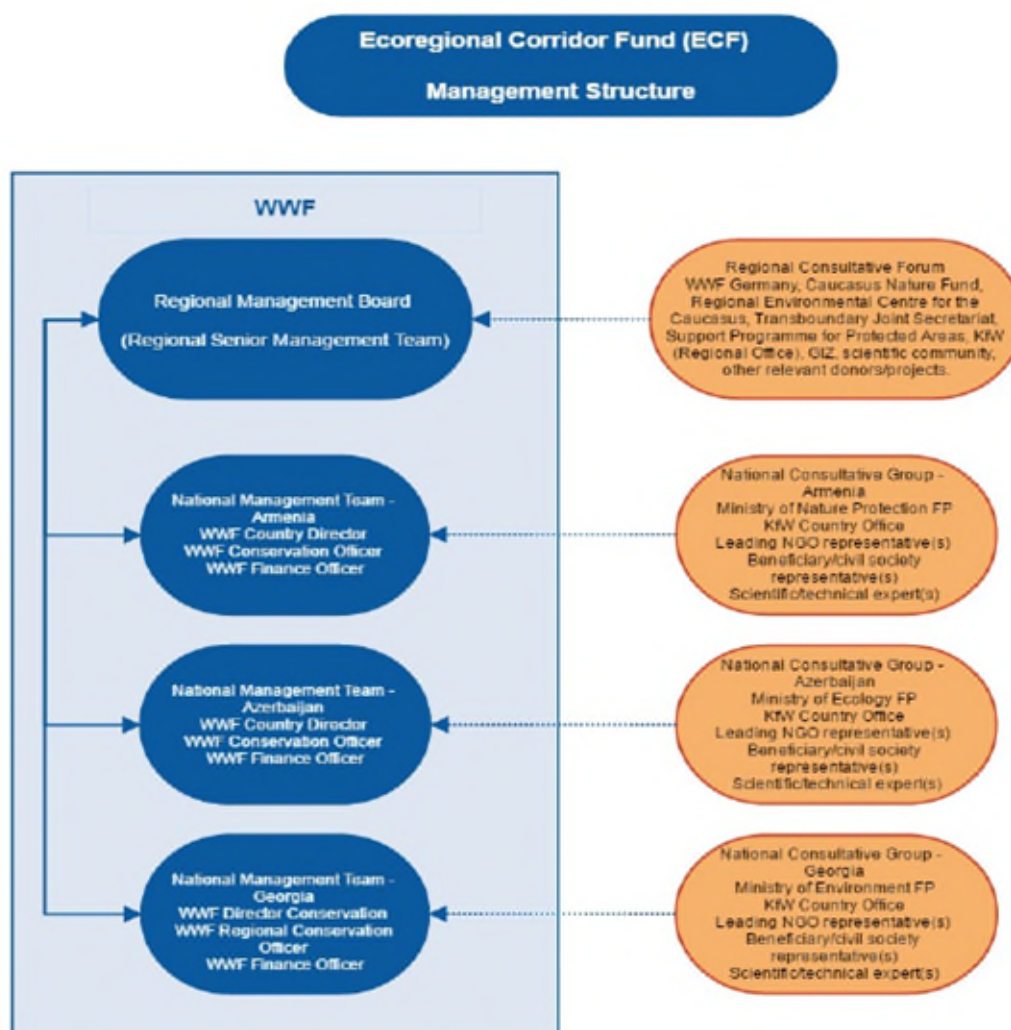 Ecoregional Corridor Fund (ECF)
Management Structure
WWF
Regional Management Board
(Regional Senior Management Team)
Regional Consultative Forum
WWF Germany, Caucasus Nature Fund,
Regional Environmental Centre for the
Caucasus, Transboundary Joint Secretariat,
Support Programme for Protected Areas, KfW
(Regional Office), GIZ, scientific community,
other relevant donors/projects.
National Management Team -
Armenia
WWF Country Director
WWF Conservation Officer
WWF Finance Officer
National Consultative Group -
Armenia
Ministry of Nature Protection FP
KfW Country Office
Leading NGO representative(s)
Beneficiary/civil society
representative(s)
Scientific/technical expert(s)
National Management Team -
Azerbaijan
WWF Country Director
WWF Conservation Officer
WWF Finance Officer
National Consultative Group -
Azerbaijan
Ministry of Ecology FP
KfW Country Office
Leading NGO representative(s)
Beneficiary/civil society
representative(s)
Scientific/technical expert(s)
National Management Team -
Georgia
WWF Director Conservation
WWF Regional Conservation
Officer
WWF Finance Officer
National Consultative Group -
Georgia
Ministry of Environment FP
KfW Country Office
Leading NGO representative(s)
Beneficiary/civil society
representative(s)
Scientific/technical expert(s)